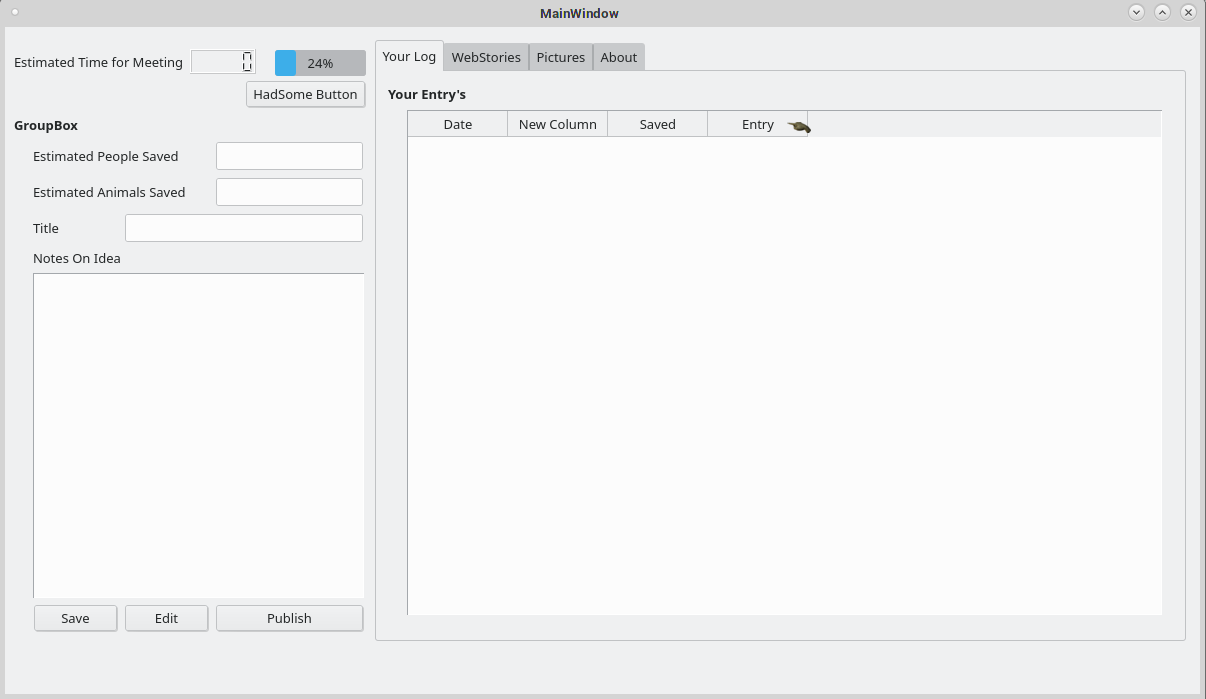 MainWindow
Estimated Time for Meeting 0 24%
HadSome Button
GroupBox
Estimated People Saved
Estimated Animals Saved
Title
Notes On Idea
Save Edit Publish
Your Log WebStories Pictures About
Your Entry's
Date New Column Saved Entry